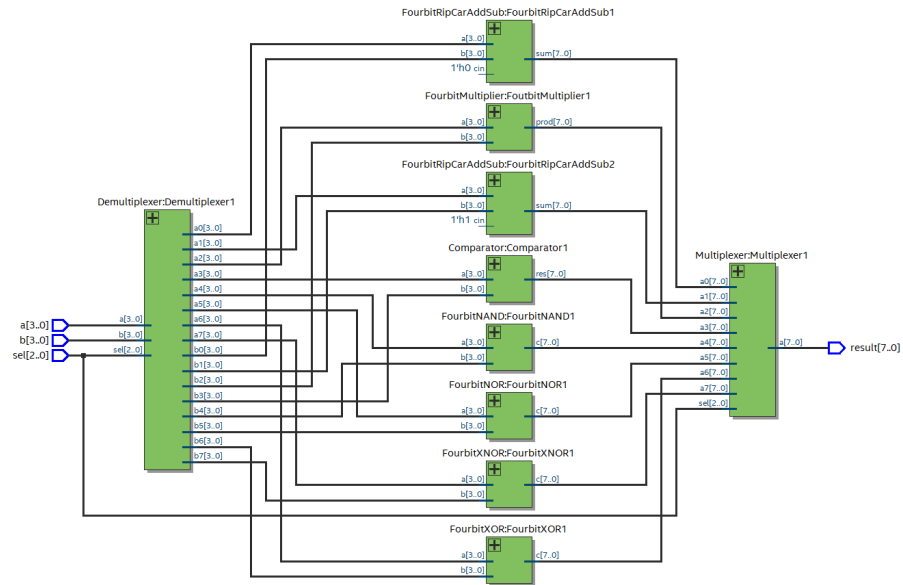 FourbitRipCarAddSub:FourbitRipCarAddSub1
a[3..0]
b[3..0]
1'h0 cin
sum[7..0]
FourbitMultiplier:FoutbitMultiplier1
a[3..0]
b[3..0]
prod[7..0]
FourbitRipCarAddSub:FourbitRipCarAddSub2
a[3..0]
b[3..0]
1'h1 cin
sum[7..0]
Demultiplexer:Demultiplexer1
a[3..0]
b[3..0]
sel[2..0]
a[3..0]
b[3..0]
sel[2..0]
a0[3..0]
a1[3..0]
a2[3..0]
a3[3..0]
a4[3..0]
a5[3..0]
a6[3..0]
a7[3..0]
b0[3..0]
b1[3..0]
b2[3..0]
b3[3..0]
b4[3..0]
b5[3..0]
b6[3..0]
b7[3..0]
Comparator:Comparator1
a[3..0]
b[3..0]
res[7..0]
FourbitNAND:FourbitNAND1
a[3..0]
b[3..0]
c[7..0]
FourbitNOR:FourbitNOR1
a[3..0]
b[3..0]
c[7..0]
FourbitXNOR:FourbitXNOR1
a[3..0]
b[3..0]
c[7..0]
FourbitXOR:FourbitXOR1
a[3..0]
b[3..0]
c[7..0]
Multiplexer:Multiplexer1
a0[7..0]
a1[7..0]
a2[7..0]
a3[7..0]
a4[7..0]
a5[7..0]
a6[7..0]
a7[7..0]
sel[2..0]
a[7..0]
result[7..0]